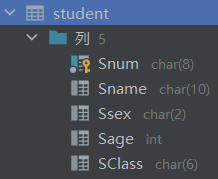 student
列 5
Snum char(8)
Sname char(10)
Ssex char(2)
Sage int
SClass char(6)